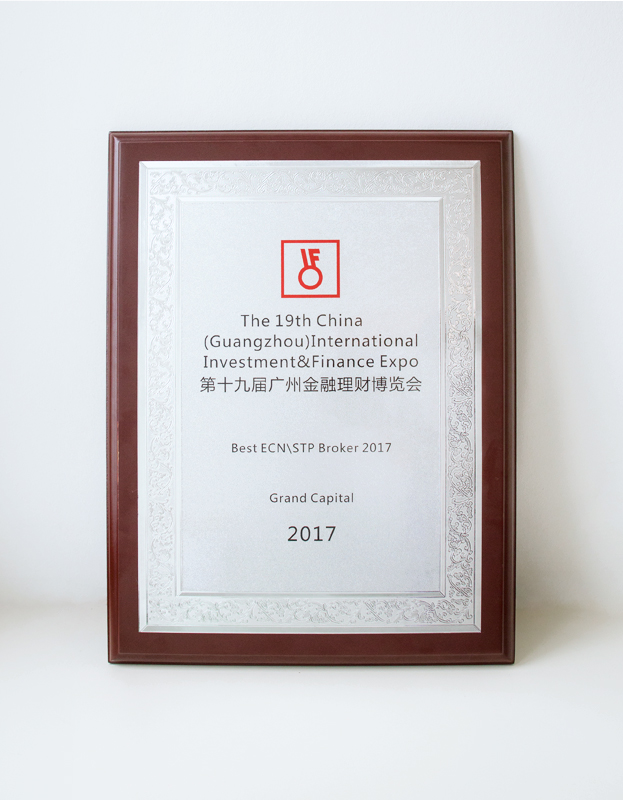 IF
The 19th China
(Guangzhou)International
Investment&Finance Expo
第十九届广州金融理财博览会
Best ECN\STP Broker 2017
Grand Capital
2017